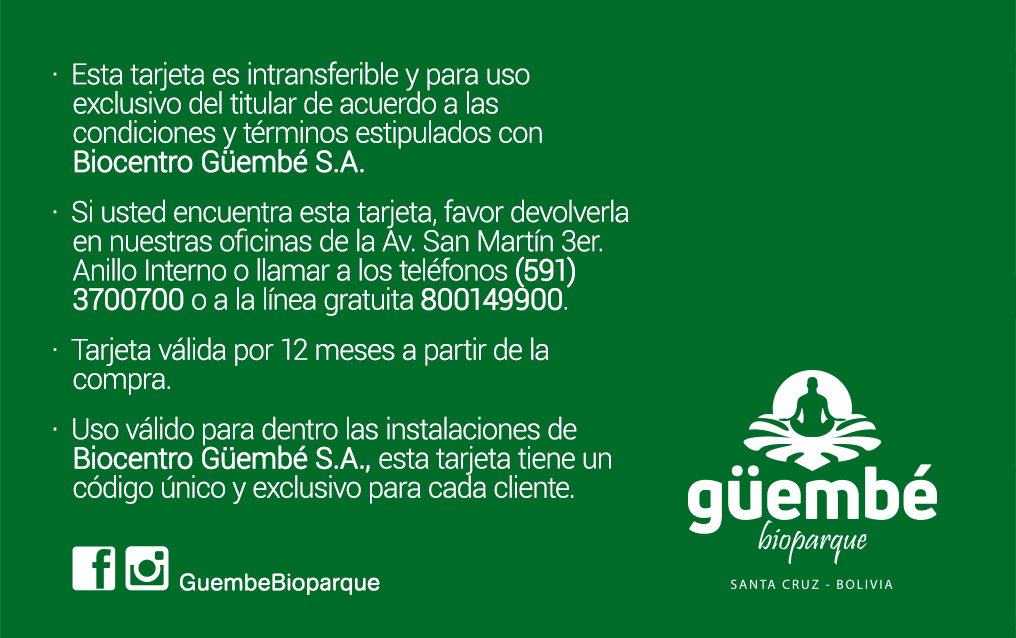 · Esta tarjeta es intransferible y para uso
exclusivo del titular de acuerdo a las
condiciones y términos estipulados con
Biocentro Güembé S.A.
· Si usted encuentra esta tarjeta, favor devolverla
en nuestras oficinas de la Av. San Martín 3er.
Anillo Interno o llamar a los teléfonos (591)
3700700 o a la línea gratuita 800149900.
· Tarjeta válida por 12 meses a partir de la
compra.
· Uso válido para dentro las instalaciones de
Biocentro Güembé S.A., esta tarjeta tiene un
código único y exclusivo para cada cliente.
GuembeBioparque
güembé
bioparque
SANTA CRUZ - BOLIVIA